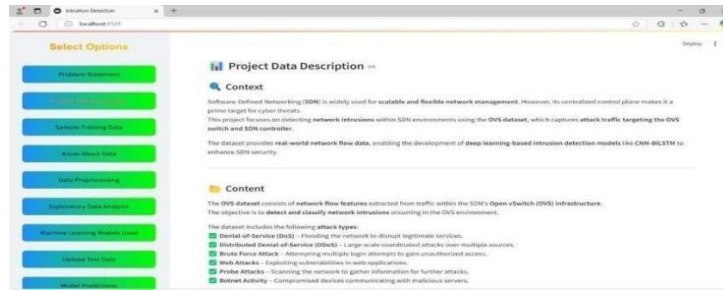 Intrusion Detection
localhost:8501
Deploy
Select Options
Problem Statement
Sample Training Data
Know About Data
Data Preprocessing
Exploratory Data Analysis
Machine Learning Models Used
Upload Test Data
Model Predictions
Project Data Description
Context
Software-Defined Networking (SDN) is widely used for scalable and flexible network management. However, its centralized control plane makes it a
prime target for cyber threats.
This project focuses on detecting network intrusions within SDN environments using the OVS dataset, which captures attack traffic targeting the OVS
switch and SDN controller.
The dataset provides real-world network flow data, enabling the development of deep learning-based intrusion detection models like CNN-BiLSTM to
enhance SDN security.
Content
The OVS dataset consists of network flow features extracted from traffic within the SDN's Open vSwitch (OVS) infrastructure.
The objective is to detect and classify network intrusions occurring in the OVS environment.
The dataset includes the following attack types:
Denial-of-Service (DoS) – Flooding the network to disrupt legitimate services.
Distributed Denial-of-Service (DDoS) – Large-scale coordinated attacks over multiple sources.
Brute Force Attack – Attempting multiple login attempts to gain unauthorized access.
Web Attacks – Exploiting vulnerabilities in web applications.
Probe Attacks – Scanning the network to gather information for further attacks.
Botnet Activity – Compromised devices communicating with malicious servers.